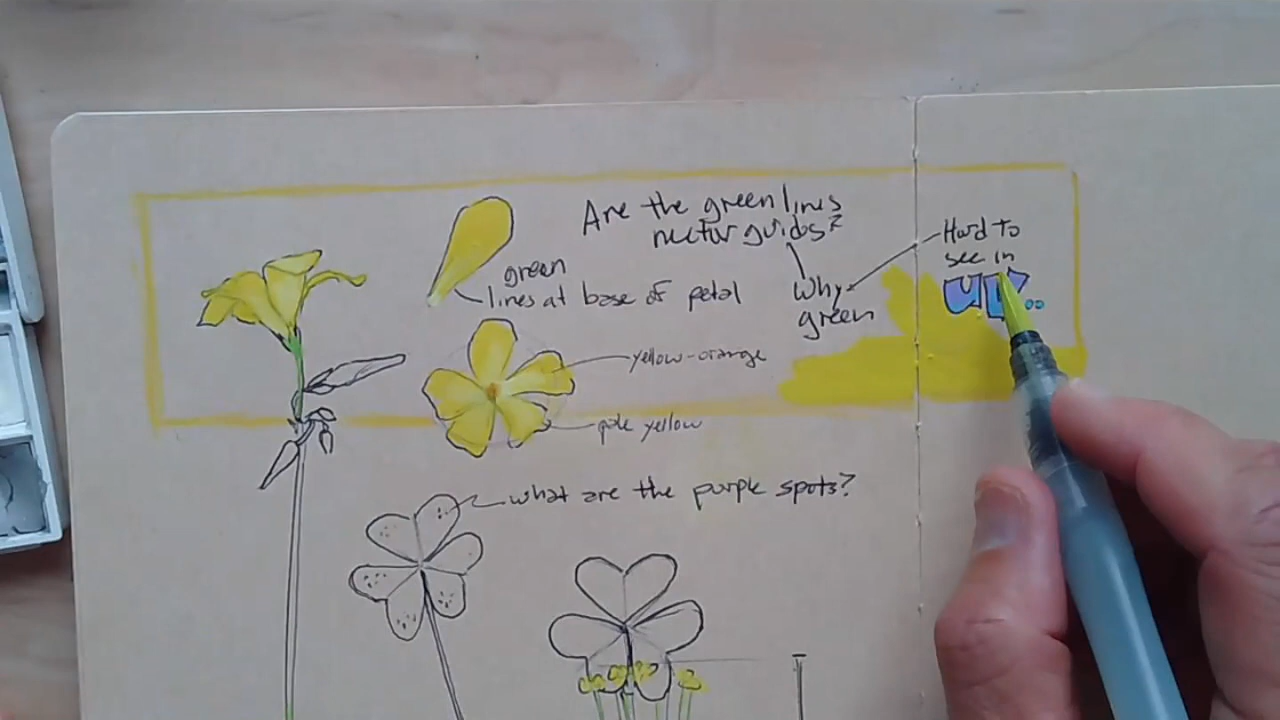 Are the green lines
nectar guids?
green
lines at base of petal
Why
green
Hard to
see in
UV...
yellow-orange
pale yellow
what are the purple spots?